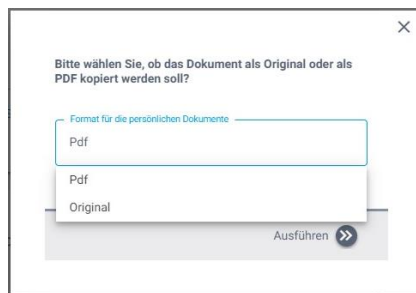 Bitte wählen Sie, ob das Dokument als Original oder als
PDF kopiert werden soll?
Format für die persönlichen Dokumente
Pdf
Pdf
Original
Ausführen